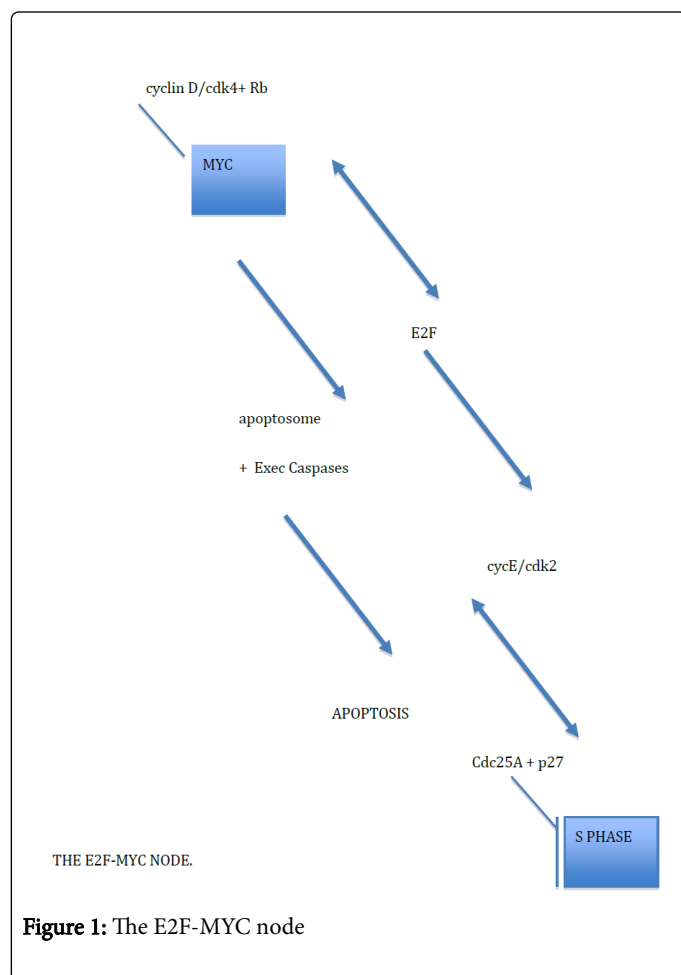 cyclin D/cdk4+ Rb
MYC
E2F
apoptosome
+ Exec Caspases
cycE/cdk2
APOPTOSIS
Cdc25A + p27
S PHASE
THE E2F-MYC NODE.
Figure 1: The E2F-MYC node